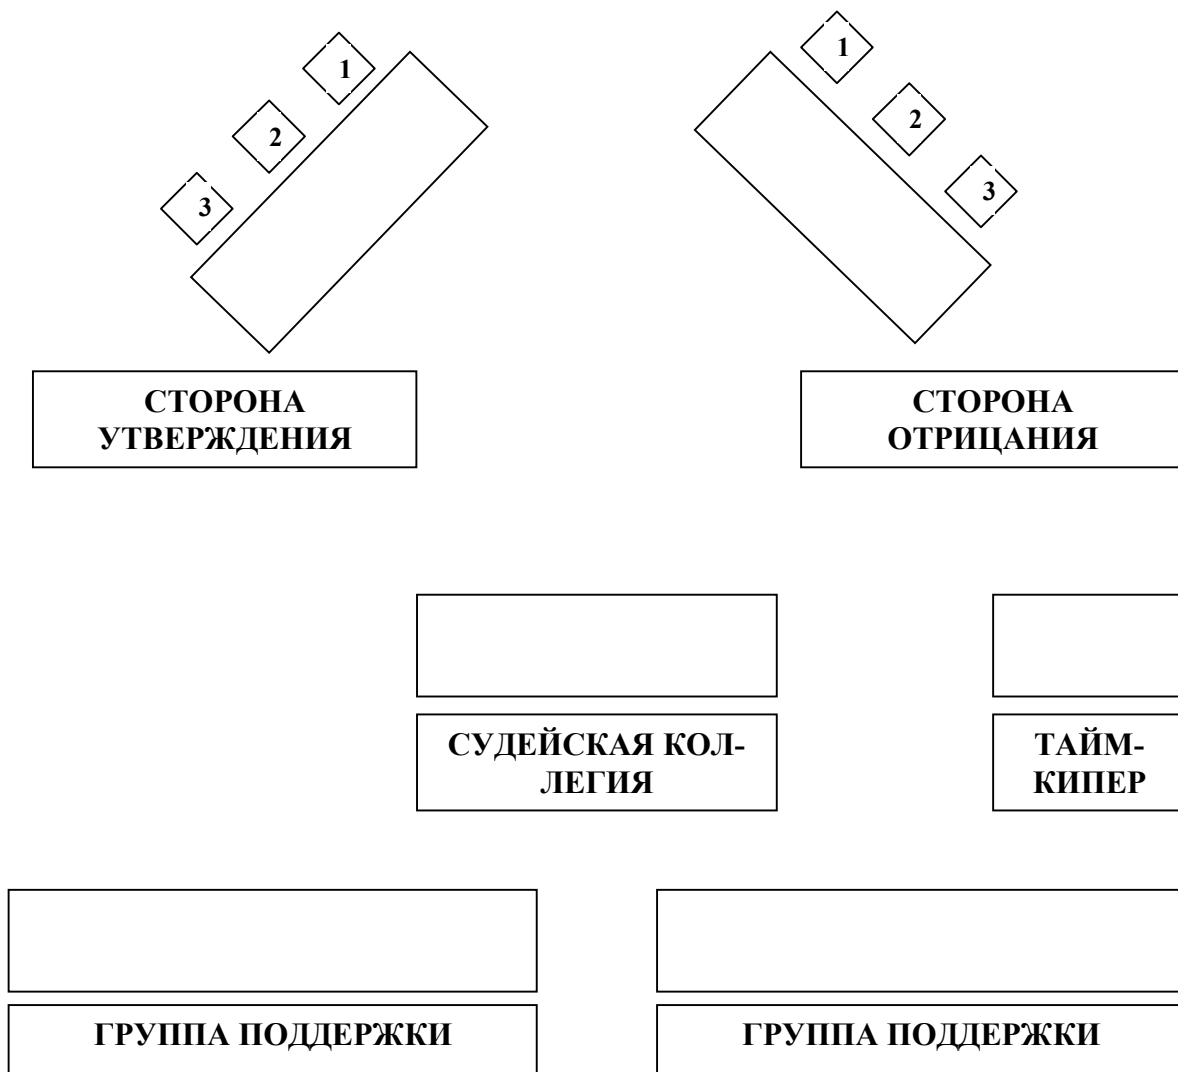 1
2
3
1
2
3
СТОРОНА
УТВЕРЖДЕНИЯ
СТОРОНА
ОТРИЦАНИЯ
СУДЕЙСКАЯ КОЛ-
ЛЕГИЯ
ТАЙМ-
КИПЕР
ГРУППА ПОДДЕРЖКИ
ГРУППА ПОДДЕРЖКИ